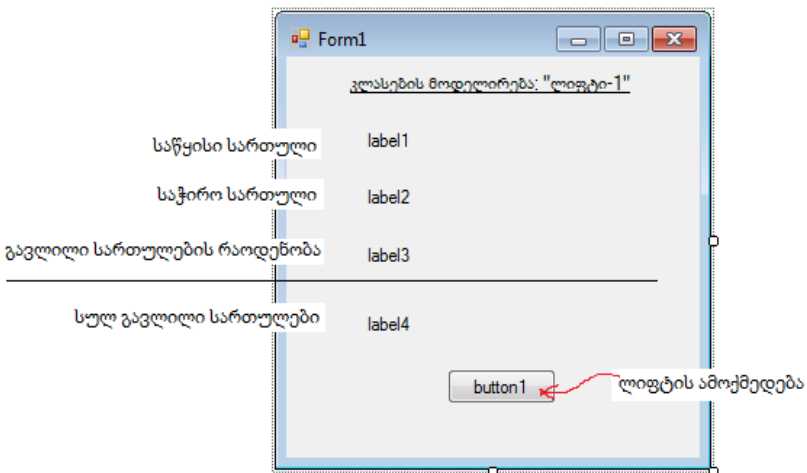 Form1
კლასების მოდელირება: "ლიფტი-1"
საწყისი სართული label1
საჭირო სართული label2
გავლილი სართულების რაოდენობა label3
სულ გავლილი სართულები label4
button1 ლიფტის ამოქმედება